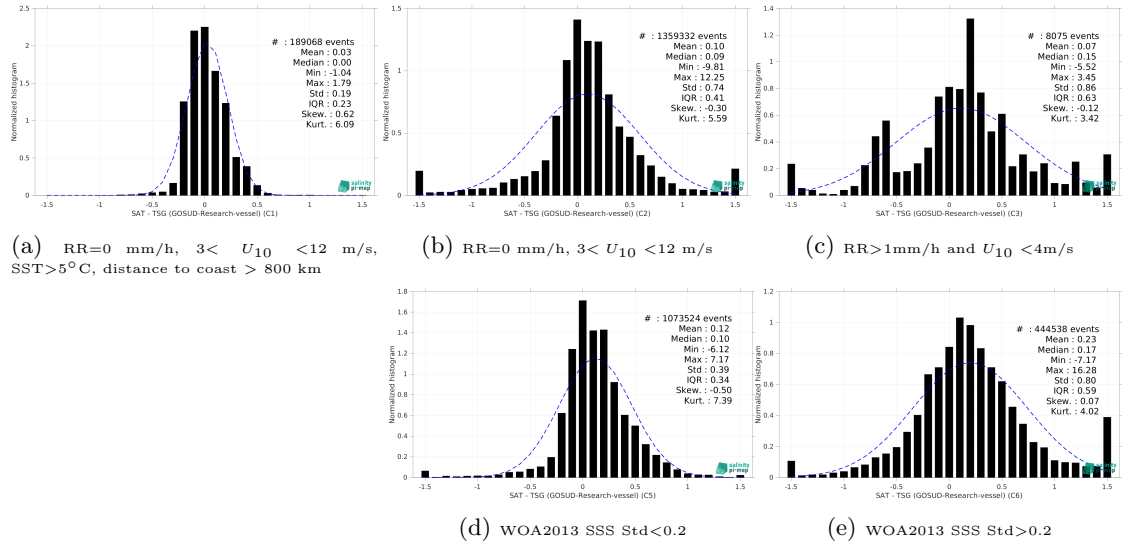 2.5
2
1.5
1
0.5
0
Normalized histogram
# : 189068 events
Mean : 0.03
Median : 0.00
Min : -1.04
Max : 1.79
Std : 0.19
IQR : 0.23
Skew. : 0.62
Kurt. : 6.09
salinity
pi-mep
-1.5 -1 -0.5 0 0.5 1 1.5
SAT - TSG (GOSUD-Research-vessel) (C1)
(a) RR=0 mm/h, 3< U10 <12 m/s,
SST>5°C, distance to coast > 800 km
1.5
1
0.5
0
Normalized histogram
# : 1359332 events
Mean : 0.10
Median : 0.09
Min : -9.81
Max : 12.25
Std : 0.74
IQR : 0.41
Skew. : -0.30
Kurt. : 5.59
salinity
pi-mep
-1.5 -1 -0.5 0 0.5 1 1.5
SAT - TSG (GOSUD-Research-vessel) (C2)
(b) RR=0 mm/h, 3< U10 <12 m/s
1.4
1.2
1
0.8
0.6
0.4
0.2
0
Normalized histogram
# : 8075 events
Mean : 0.07
Median : 0.15
Min : -5.52
Max : 3.45
Std : 0.86
IQR : 0.63
Skew. : -0.12
Kurt. : 3.42
salinity
pi-mep
-1.5 -1 -0.5 0 0.5 1 1.5
SAT - TSG (GOSUD-Research-vessel) (C3)
(c) RR>1mm/h and U10 <4m/s
1.8
1.6
1.4
1.2
1
0.8
0.6
0.4
0.2
0
Normalized histogram
# : 1073524 events
Mean : 0.12
Median : 0.10
Min : -6.12
Max : 7.17
Std : 0.39
IQR : 0.34
Skew. : -0.50
Kurt. : 7.39
salinity
pi-mep
-1.5 -1 -0.5 0 0.5 1 1.5
SAT - TSG (GOSUD-Research-vessel) (C5)
(d) WOA2013 SSS Std<0.2
1.2
1
0.8
0.6
0.4
0.2
0
Normalized histogram
# : 444538 events
Mean : 0.23
Median : 0.17
Min : -7.17
Max : 16.28
Std : 0.80
IQR : 0.59
Skew. : 0.07
Kurt. : 4.02
salinity
pi-mep
-1.5 -1 -0.5 0 0.5 1 1.5
SAT - TSG (GOSUD-Research-vessel) (C6)
(e) WOA2013 SSS Std>0.2